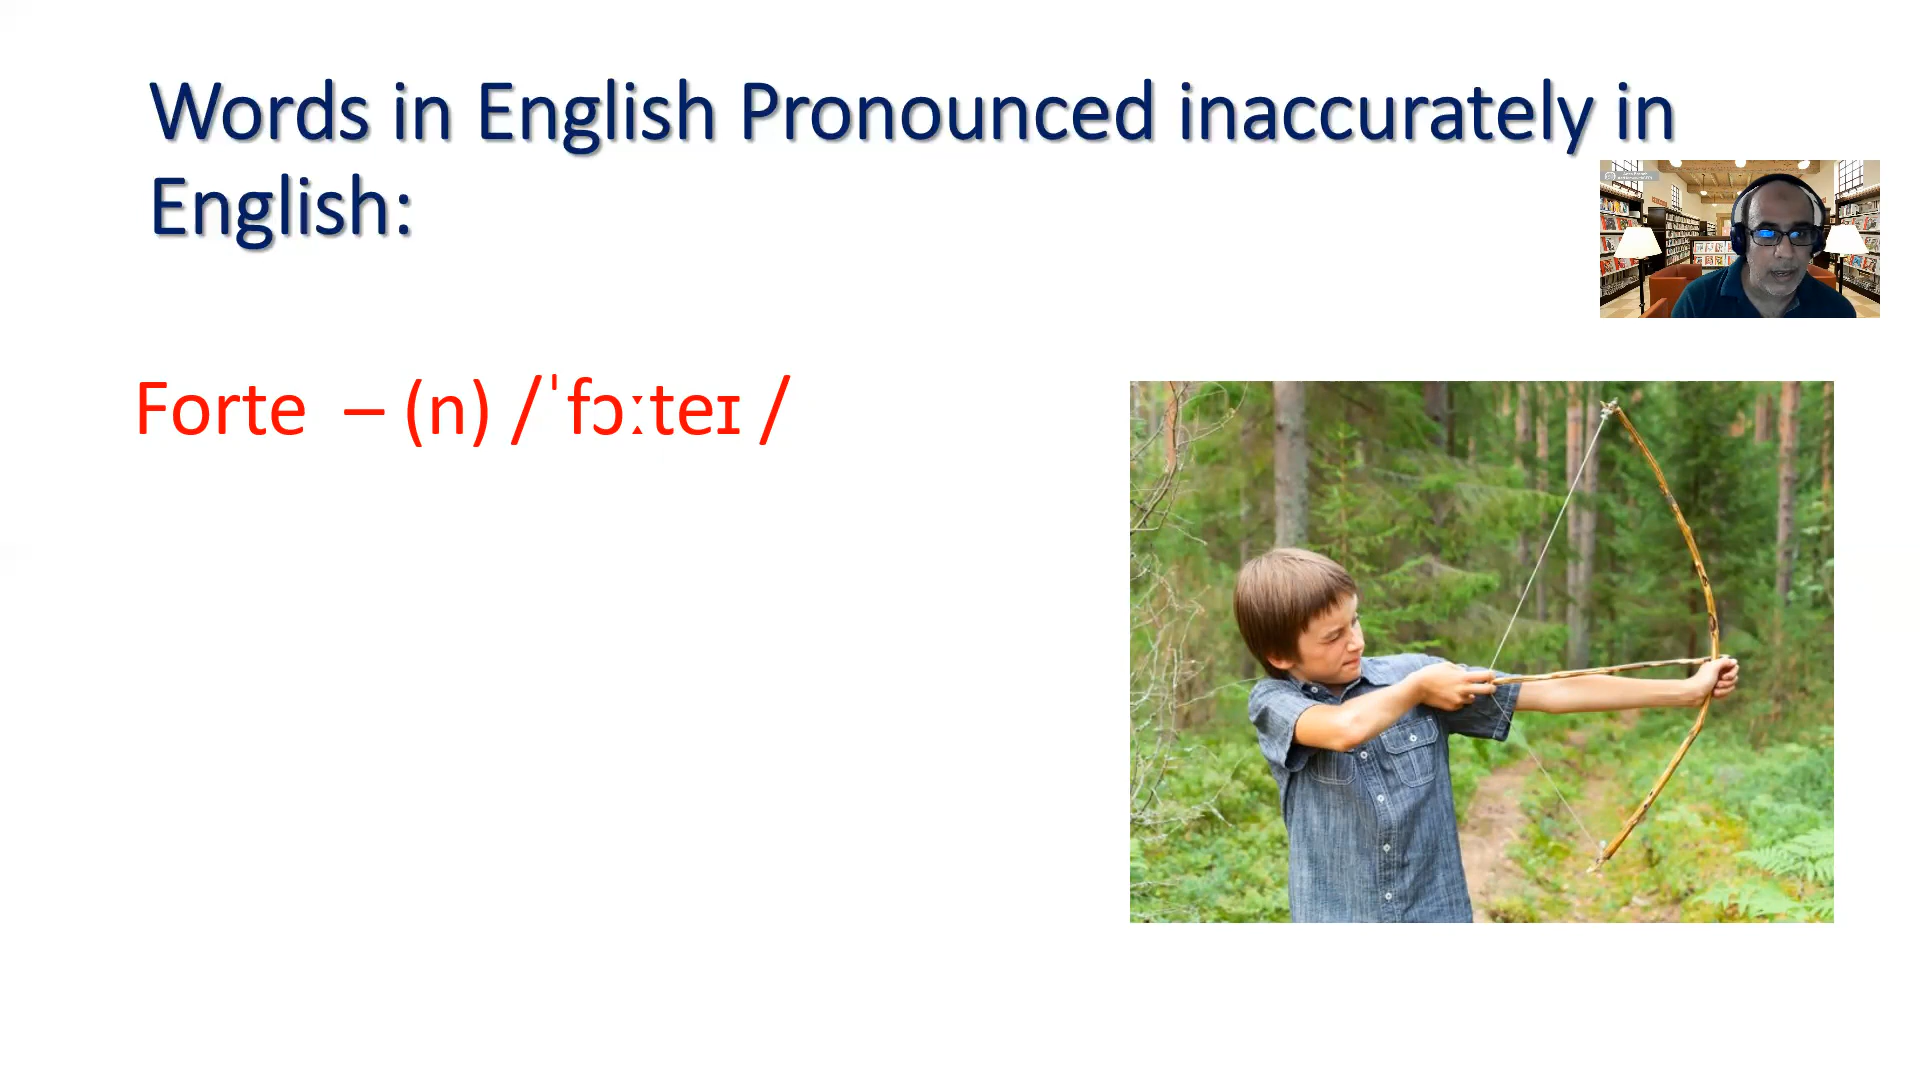 Words in English Pronounced inaccurately in
English:
Forte – (n) /ˈfɔːteɪ /